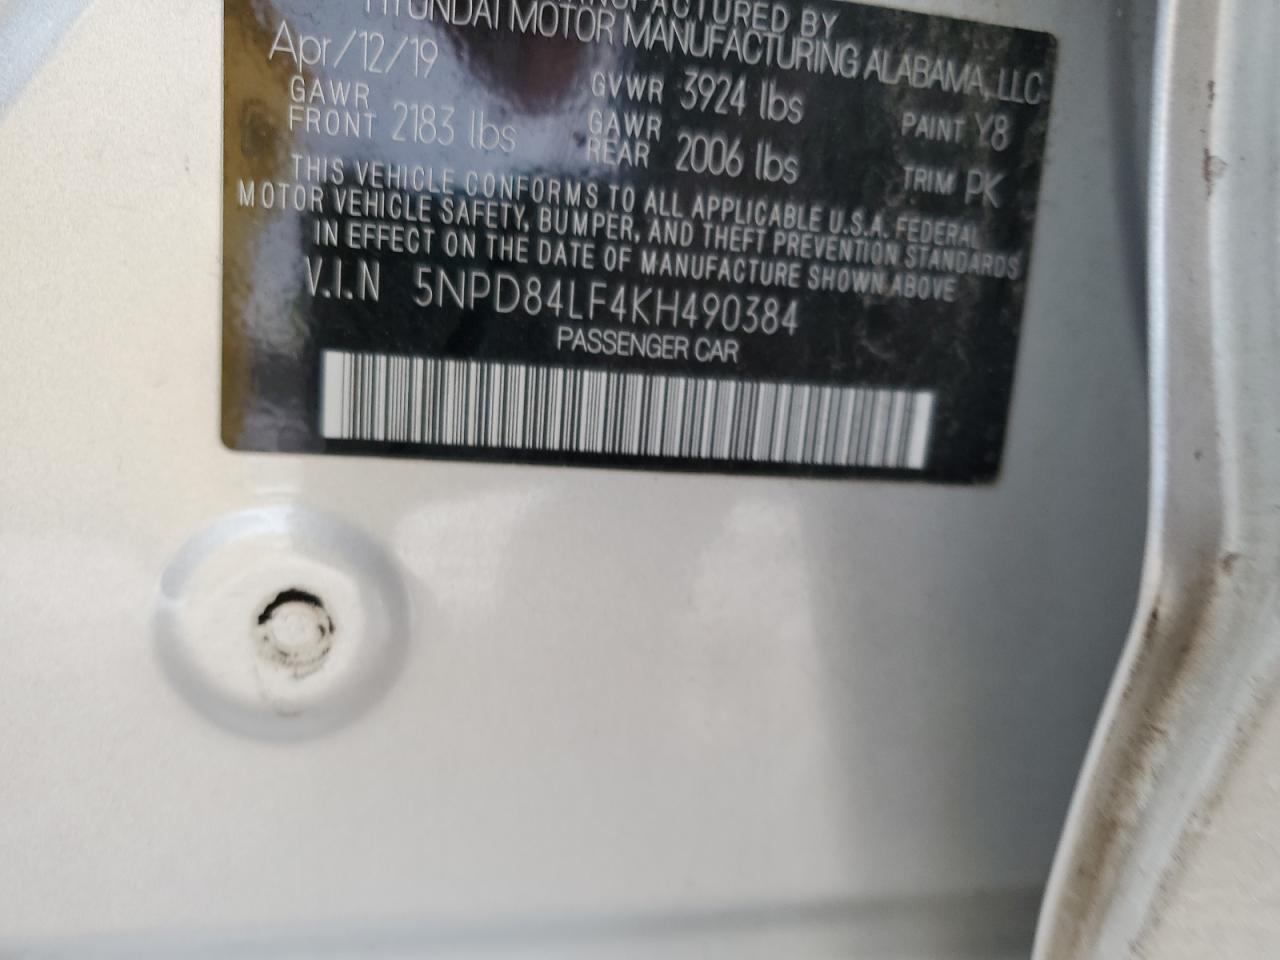 MANUFACTURED BY
HYUNDAI MOTOR MANUFACTURING ALABAMA, LLC
Apr/12/19
GAWR FRONT 2183 lbs
GVWR 3924 lbs
GAWR REAR 2006 lbs
PAINT Y8
TRIM PK
THIS VEHICLE CONFORMS TO ALL APPLICABLE U.S.A. FEDERAL
MOTOR VEHICLE SAFETY, BUMPER, AND THEFT PREVENTION STANDARDS
IN EFFECT ON THE DATE OF MANUFACTURE SHOWN ABOVE
V.I.N 5NPD84LF4KH490384
PASSENGER CAR